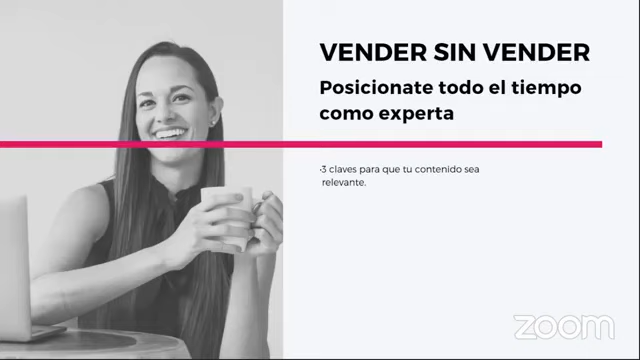 VENDER SIN VENDER
Posicionate todo el tiempo
como experta
•3 claves para que tu contenido sea
relevante.
zoom